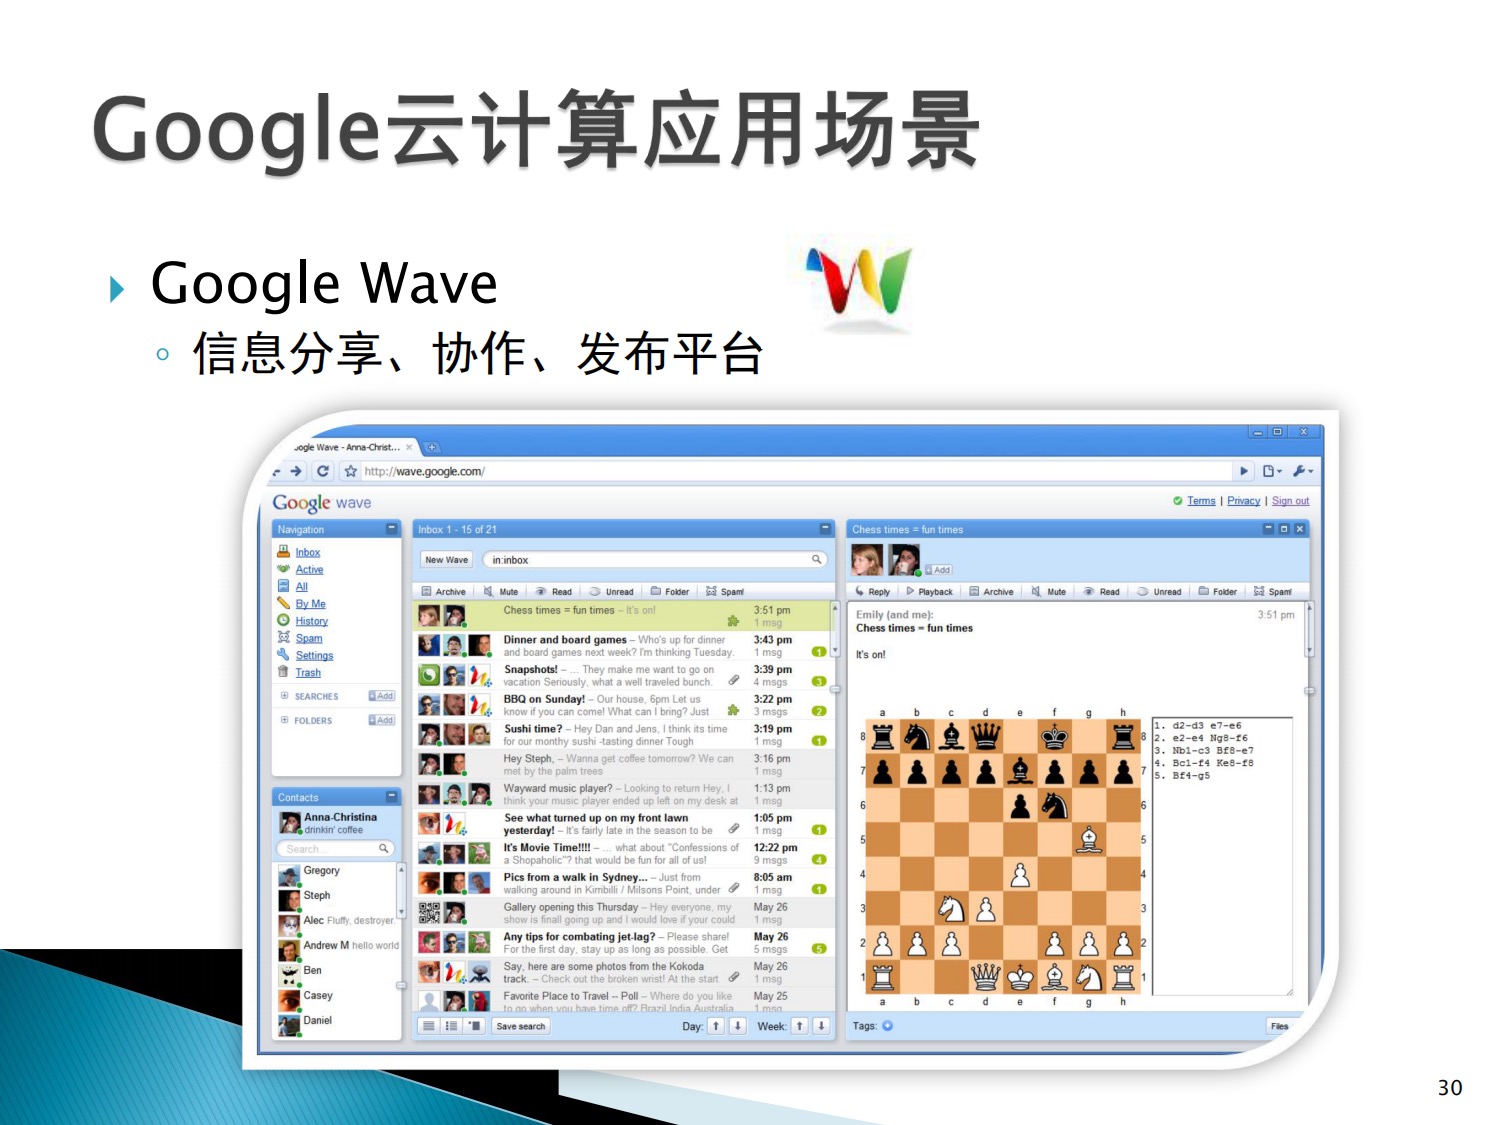 Google云计算应用场景
Google Wave
信息分享、协作、发布平台
ogle Wave - Anna-Christ...
http://wave.google.com/
Google wave
Terms | Privacy | Sign out
Navigation
Inbox
Active
All
By Me
History
Spam
Settings
Trash
SEARCHES Add
FOLDERS Add
Contacts
Anna-Christina
drinkin' coffee
Search...
Gregory
Steph
Alec Fluffy, destroyer.
Andrew M hello world
Ben
Casey
Daniel
Inbox 1 - 15 of 21
New Wave in:inbox
Archive Mute Read Unread Folder Spam!
Chess times = fun times – It's on! 3:51 pm
1 msg
Dinner and board games – Who's up for dinner 3:43 pm
and board games next week? I'm thinking Tuesday. 1 msg 1
Snapshots! – ... They make me want to go on 3:39 pm
vacation Seriously, what a well traveled bunch. 4 msgs 3
BBQ on Sunday! – Our house, 6pm Let us 3:22 pm
know if you can come! What can I bring? Just 3 msgs 2
Sushi time? – Hey Dan and Jens, I think its time 3:19 pm
for our monthy sushi -tasting dinner Tough 1 msg 1
Hey Steph, – Wanna get coffee tomorrow? We can 3:16 pm
met by the palm trees 1 msg
Wayward music player? – Looking to return Hey, I 1:13 pm
think your music player ended up left on my desk at 1 msg
See what turned up on my front lawn 1:05 pm
yesterday! – It's fairly late in the season to be 1 msg 1
It's Movie Time!!!! – ... what about "Confessions of 12:22 pm
a Shopaholic"? that would be fun for all of us! 9 msgs 4
Pics from a walk in Sydney... – Just from 8:05 am
walking around in Kirribilli / Milsons Point, under 1 msg 1
Gallery opening this Thursday – Hey everyone, my May 26
show is finall going up and I would love if your could 1 msg
Any tips for combating jet-lag? – Please share! May 26
For the first day, stay up as long as possible. Get 5 msgs 5
Say, here are some photos from the Kokoda May 26
track. – Check out the broken wrist! At the start 1 msg
Favorite Place to Travel -- Poll – Where do you like May 25
to go when you have time off? Brazil India Australia 1 msg
Save search Day: Week:
Chess times = fun times
Add
Reply Playback Archive Mute Read Unread Folder Spam!
Emily (and me): 3:51 pm
Chess times = fun times
It's on!
a b c d e f g h
8 8
7 7
6 6
5 5
4 4
3 3
2 2
1 1
a b c d e f g h
1. d2-d3 e7-e6
2. e2-e4 Ng8-f6
3. Nb1-c3 Bf8-e7
4. Bc1-f4 Ke8-f8
5. Bf4-g5
Tags: Files
30